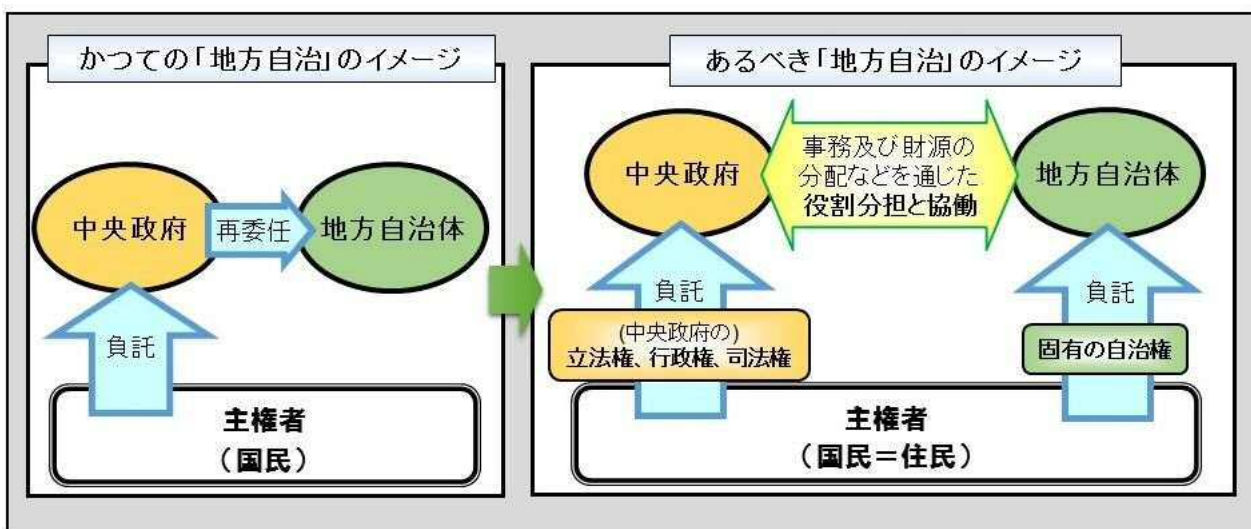 かつての「地方自治」のイメージ
中央政府
再委任
地方自治体
負託
主権者
（国民）
あるべき「地方自治」のイメージ
中央政府
事務及び財源の
分配などを通じた
役割分担と協働
地方自治体
負託
(中央政府の)
立法権、行政権、司法権
負託
固有の自治権
主権者
（国民＝住民）